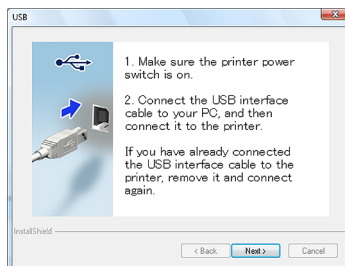 USB
1. Make sure the printer power
switch is on.
2. Connect the USB interface
cable to your PC, and then
connect it to the printer.
If you have already connected
the USB interface cable to the
printer, remove it and connect
again.
InstallShield
< Back Next > Cancel